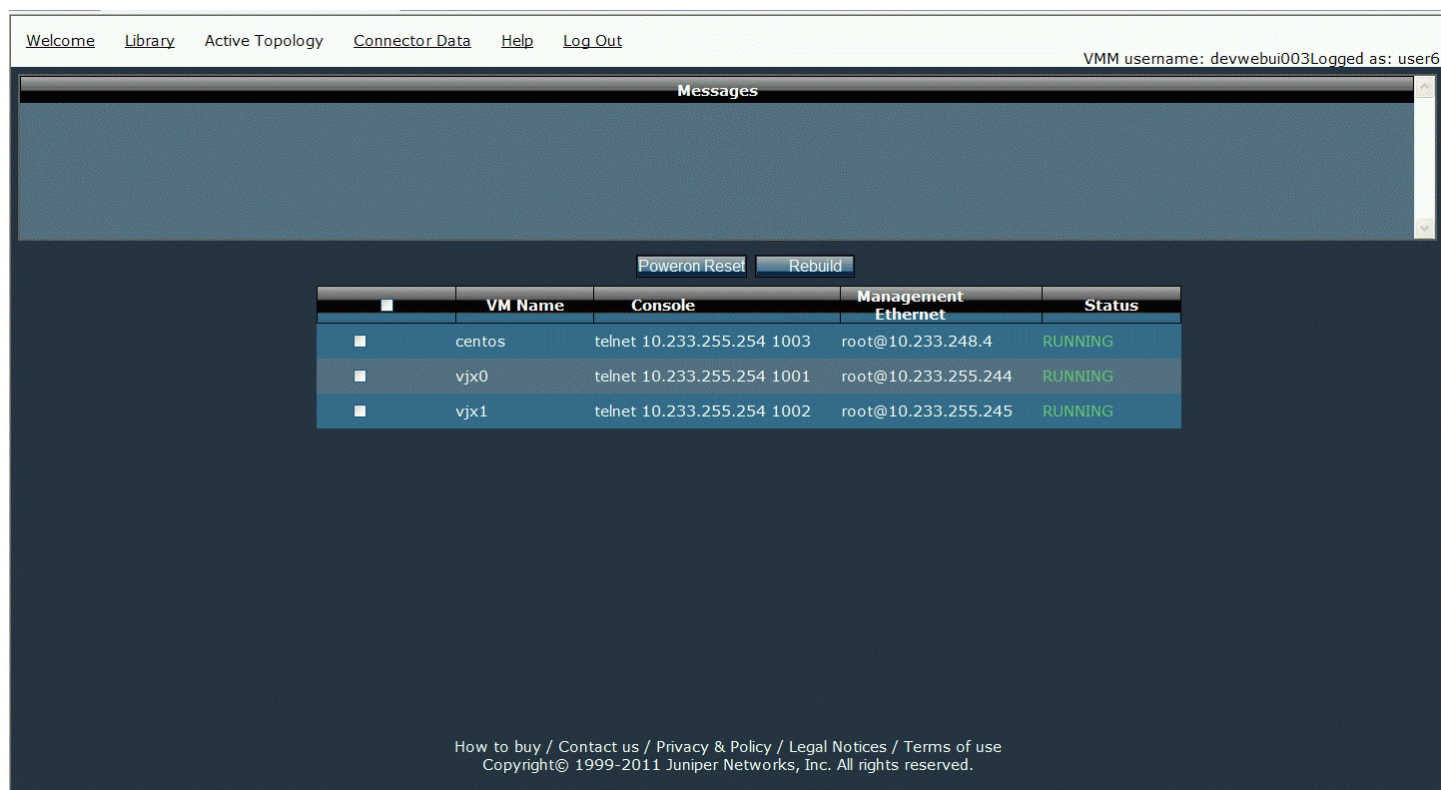 Welcome Library Active Topology Connector Data Help Log Out
VMM username: devwebui003Logged as: user6
Messages
Poweron Reset Rebuild
VM Name Console Management Ethernet Status
centos telnet 10.233.255.254 1003 root@10.233.248.4 RUNNING
vjx0 telnet 10.233.255.254 1001 root@10.233.255.244 RUNNING
vjx1 telnet 10.233.255.254 1002 root@10.233.255.245 RUNNING
How to buy / Contact us / Privacy & Policy / Legal Notices / Terms of use
Copyright© 1999-2011 Juniper Networks, Inc. All rights reserved.